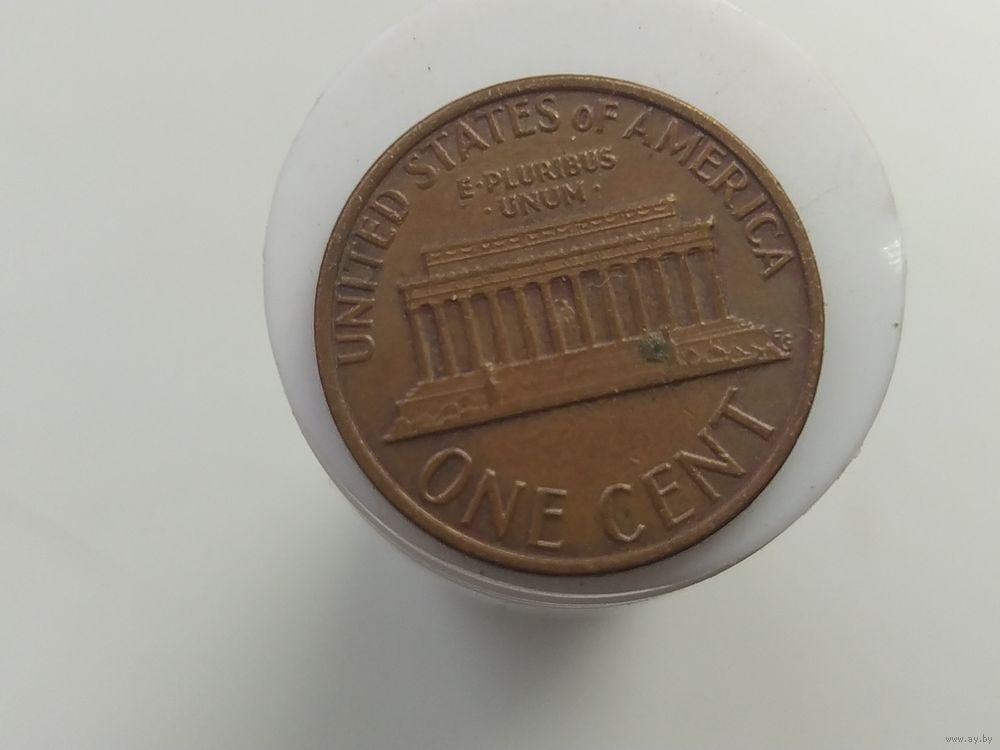 UNITED STATES OF AMERICA
E·PLURIBUS
·UNUM·
FG
ONE CENT
www.ay.by